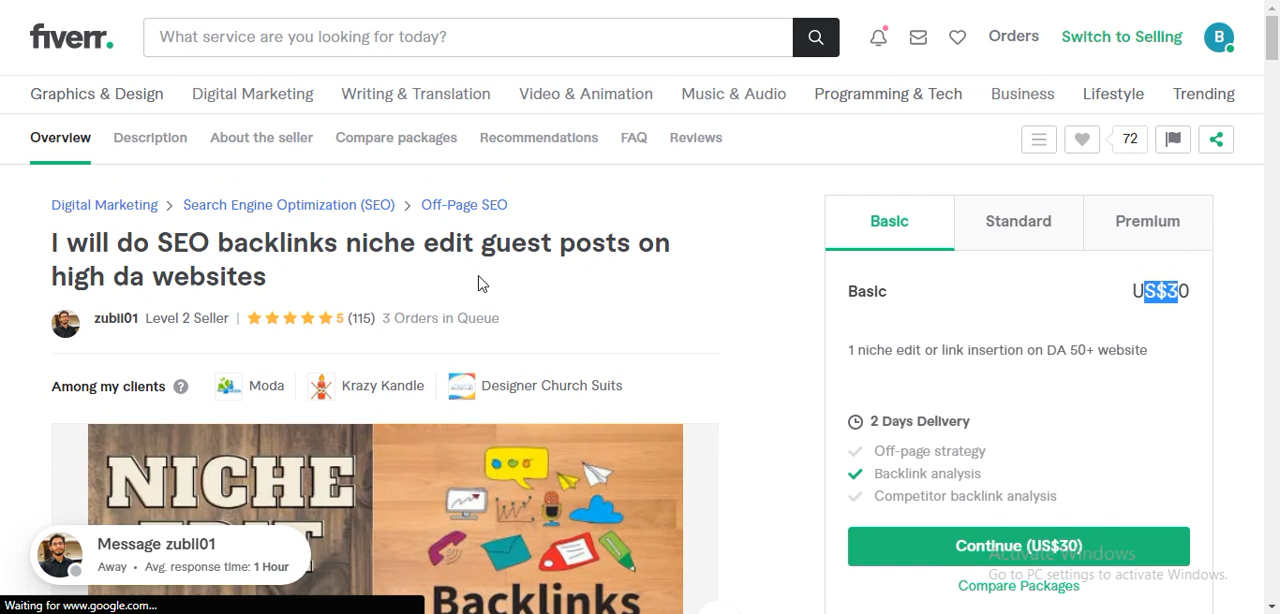 fiverr.
What service are you looking for today?
Orders
Switch to Selling
B
Graphics & Design
Digital Marketing
Writing & Translation
Video & Animation
Music & Audio
Programming & Tech
Business
Lifestyle
Trending
Overview
Description
About the seller
Compare packages
Recommendations
FAQ
Reviews
72
Digital Marketing > Search Engine Optimization (SEO) > Off-Page SEO
I will do SEO backlinks niche edit guest posts on
high da websites
zubli01 Level 2 Seller | 5 (115) 3 Orders in Queue
Among my clients ? Moda Krazy Kandle Designer Church Suits
NICHE
EDIT
Backlinks
Message zubli01
Away • Avg. response time: 1 Hour
Waiting for www.google.com...
Basic
Standard
Premium
Basic US$30
1 niche edit or link insertion on DA 50+ website
2 Days Delivery
Off-page strategy
Backlink analysis
Competitor backlink analysis
Continue (US$30)
Activate Windows
Go to PC settings to activate Windows.
Compare Packages